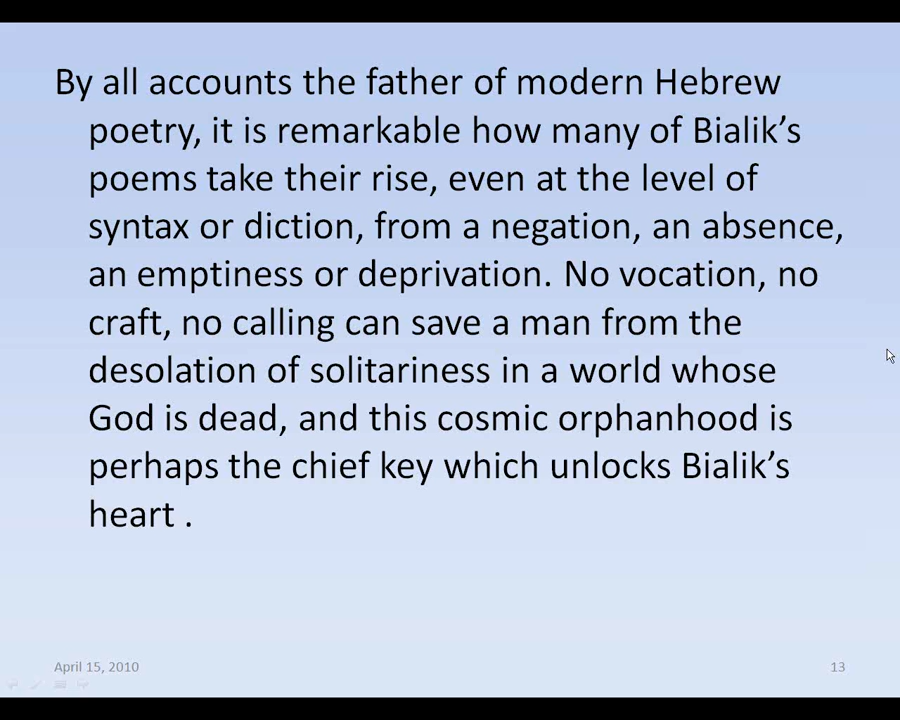 By all accounts the father of modern Hebrew
poetry, it is remarkable how many of Bialik’s
poems take their rise, even at the level of
syntax or diction, from a negation, an absence,
an emptiness or deprivation. No vocation, no
craft, no calling can save a man from the
desolation of solitariness in a world whose
God is dead, and this cosmic orphanhood is
perhaps the chief key which unlocks Bialik’s
heart .
April 15, 2010
13